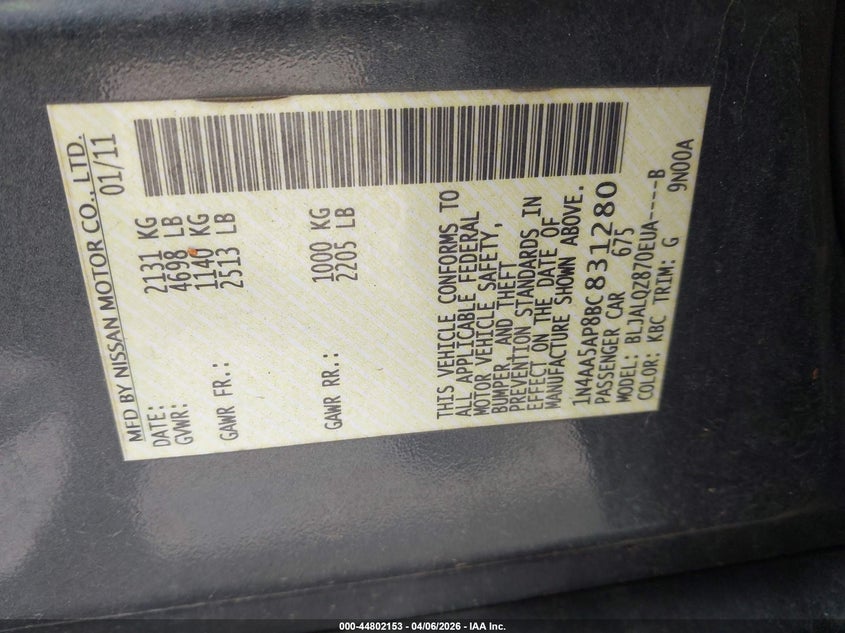 MFD BY NISSAN MOTOR CO., LTD.
DATE: 01/11
GVWR: 2131 KG
4698 LB
GAWR FR.: 1140 KG
2513 LB
GAWR RR.: 1000 KG
2205 LB
THIS VEHICLE CONFORMS TO
ALL APPLICABLE FEDERAL
MOTOR VEHICLE SAFETY,
BUMPER, AND THEFT
PREVENTION STANDARDS IN
EFFECT ON THE DATE OF
MANUFACTURE SHOWN ABOVE.
1N4AA5AP8BC831280
PASSENGER CAR 675
MODEL: BLJALQZ870EUA----B
COLOR: KBC TRIM: G 9N00A
000-44802153 - 04/06/2026 - IAA Inc.